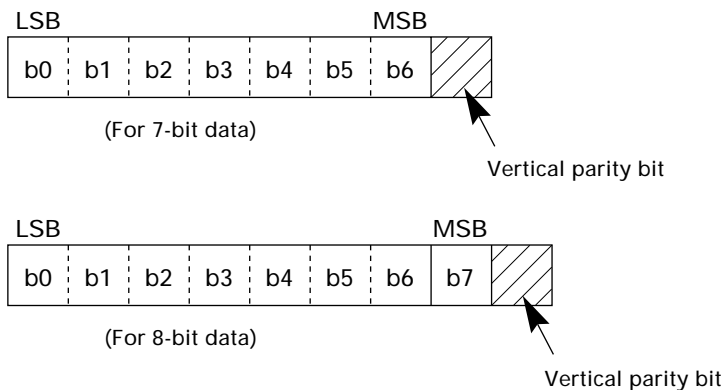 LSB MSB
b0 b1 b2 b3 b4 b5 b6
(For 7-bit data)
Vertical parity bit
LSB MSB
b0 b1 b2 b3 b4 b5 b6 b7
(For 8-bit data)
Vertical parity bit